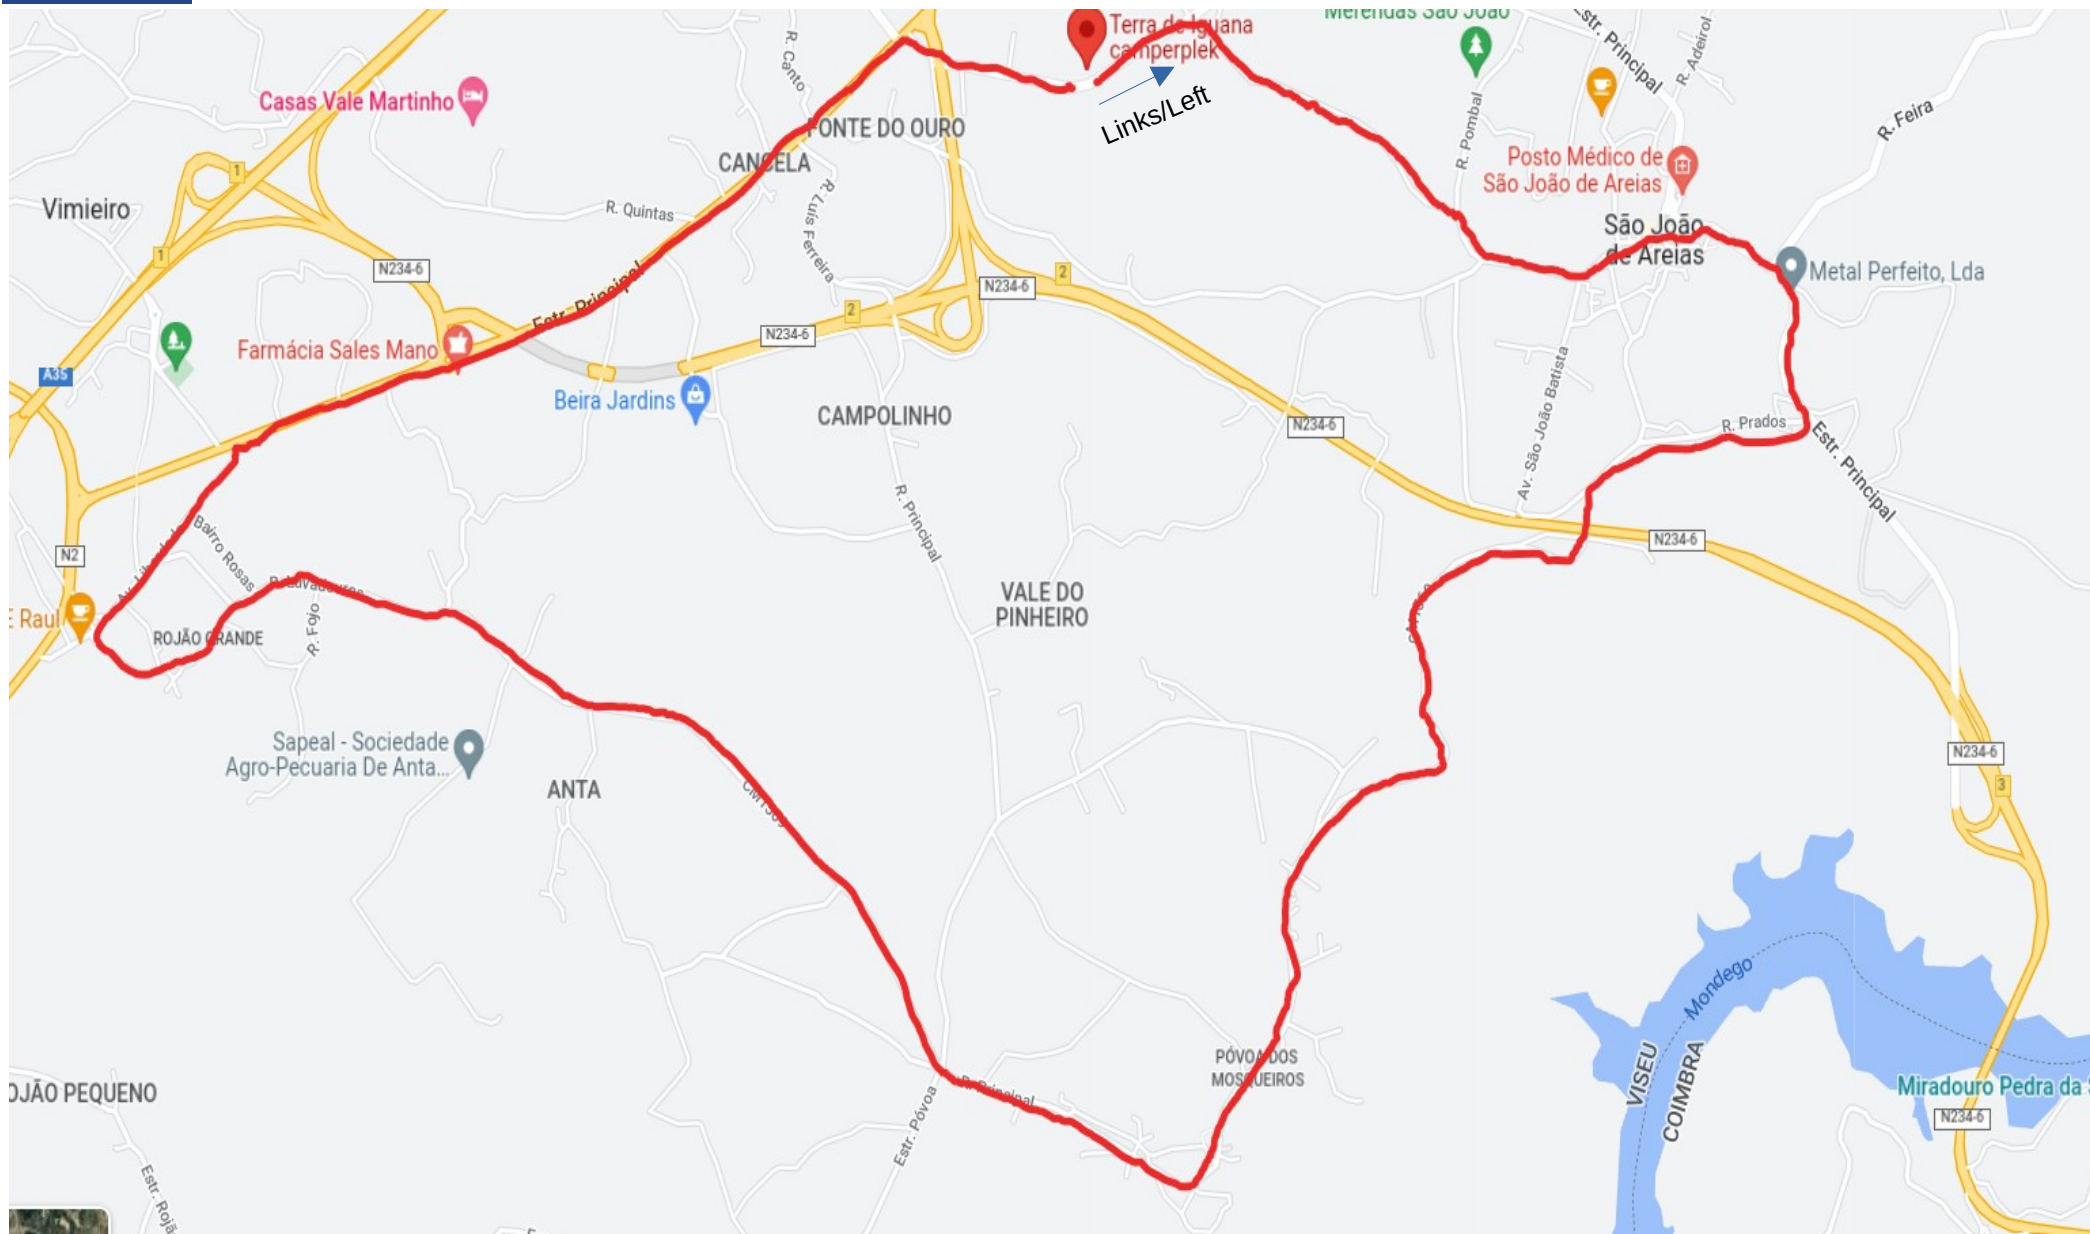 Merendas São João
Estr. Principal
R. Adeirol
Terra de Iguana
camperplek
Links/Left
R. Canto
Casas Vale Martinho
FONTE DO OURO
CANCELA
R. Pombal
R. Feira
Posto Médico de
São João de Areias
1
Vimieiro
R. Quintas
R. Luís Ferreira
São João
de Areias
1
N234-6
2
N234-6
Metal Perfeito, Lda
2
Estr. Principal
N234-6
Farmácia Sales Mano
A35
Beira Jardins
CAMPOLINHO
N234-6
Av. São João Batista
R. Prados
Estr. Principal
R. Principal
N2
Bairro Rosas
N234-6
VALE DO
PINHEIRO
Raul
ROJÃO GRANDE
R. Fojo
Sapeal - Sociedade
Agro-Pecuaria De Anta...
ANTA
N234-6
3
Mondego
VISEU
COIMBRA
PÓVOA DOS
MOSQUEIROS
R. Principal
Estr. Póvoa
OJÃO PEQUENO
Miradouro Pedra da
N234-6
Estr. Rojã